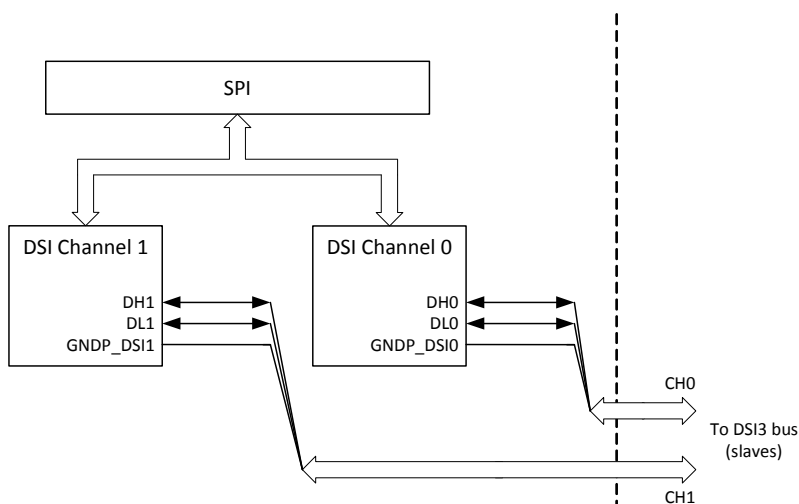 SPI
DSI Channel 1
DH1
DL1
GNDP_DSI1
DSI Channel 0
DH0
DL0
GNDP_DSI0
CH0
To DSI3 bus
(slaves)
CH1